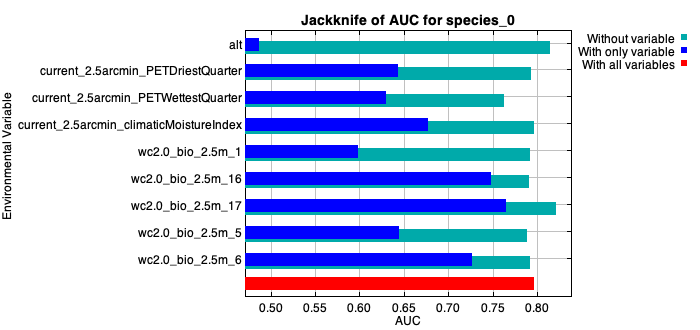 Jackknife of AUC for species_0
Without variable
With only variable
With all variables
Environmental Variable
alt
current_2.5arcmin_PETDriestQuarter
current_2.5arcmin_PETWettestQuarter
current_2.5arcmin_climaticMoistureIndex
wc2.0_bio_2.5m_1
wc2.0_bio_2.5m_16
wc2.0_bio_2.5m_17
wc2.0_bio_2.5m_5
wc2.0_bio_2.5m_6
0.50 0.55 0.60 0.65 0.70 0.75 0.80
AUC